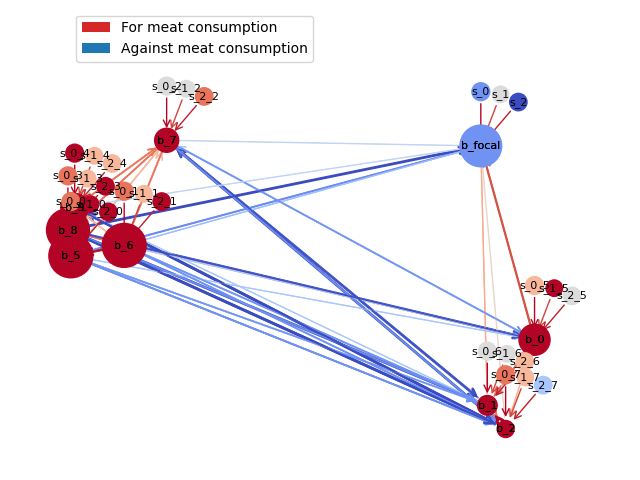 For meat consumption
Against meat consumption
s_0_2
s_1_2
s_2_2
b_7
s_0
s_1
s_2
b_focal
s_0_4
s_1_4
s_2_4
s_0_3
s_1_3
s_2_3
s_0_1
s_1_1
s_2_1
s_0_0
s_1_0
s_2_0
b_8
b_6
b_5
s_0_5
s_1_5
s_2_5
b_0
s_0_6
s_1_6
s_2_6
s_0_7
s_1_7
s_2_7
b_1
b_2